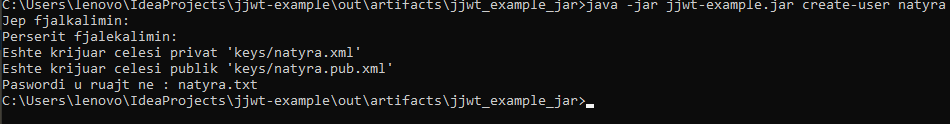 C:\Users\lenovo\IdeaProjects\jjwt-example\out\artifacts\jjwt_example_jar>java -jar jjwt-example.jar create-user natyra
Jep fjalkalimin:
Perserit fjalekalimin:
Eshte krijuar celesi privat 'keys/natyra.xml'
Eshte krijuar celesi publik 'keys/natyra.pub.xml'
Paswordi u ruajt ne : natyra.txt
C:\Users\lenovo\IdeaProjects\jjwt-example\out\artifacts\jjwt_example_jar>